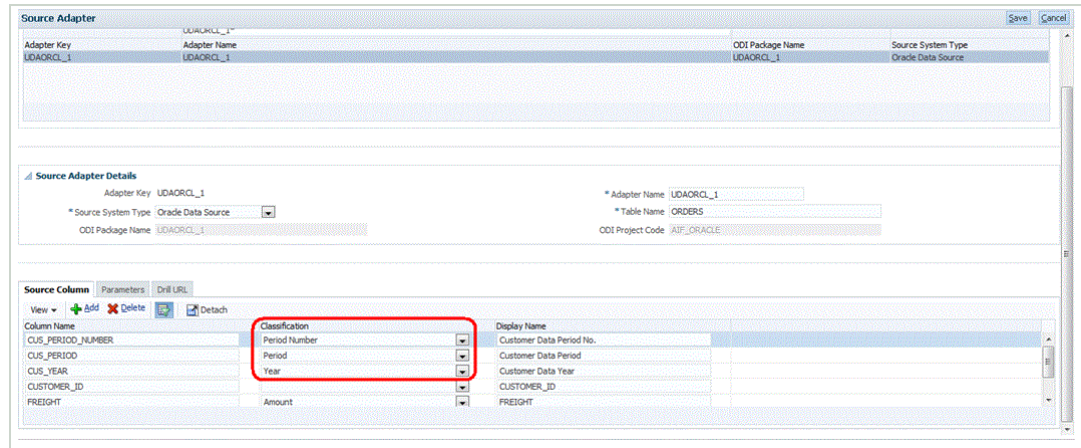 Source Adapter Save Cancel
UDAORCL_1*
Adapter Key Adapter Name ODI Package Name Source System Type
UDAORCL_1 UDAORCL_1 UDAORCL_1 Oracle Data Source
Source Adapter Details
Adapter Key UDAORCL_1 * Adapter Name UDAORCL_1
* Source System Type Oracle Data Source * Table Name ORDERS
ODI Package Name UDAORCL_1 ODI Project Code AIF_ORACLE
Source Column Parameters Drill URL
View Add Delete Detach
Column Name Classification Display Name
CUS_PERIOD_NUMBER Period Number Customer Data Period No.
CUS_PERIOD Period Customer Data Period
CUS_YEAR Year Customer Data Year
CUSTOMER_ID CUSTOMER_ID
FREIGHT Amount FREIGHT